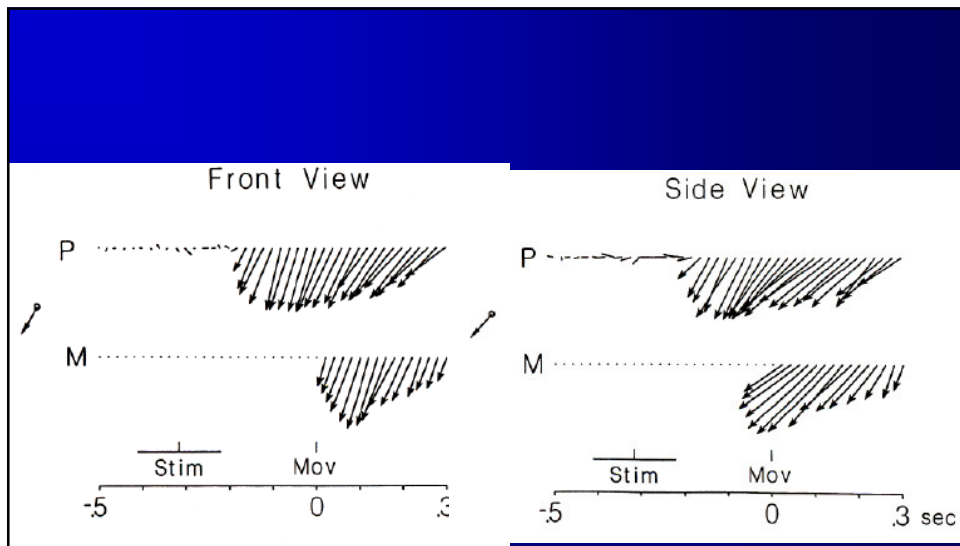 Front View
P
M
Stim Mov
-.5 0 .3
Side View
P
M
Stim Mov
-.5 0 .3 sec